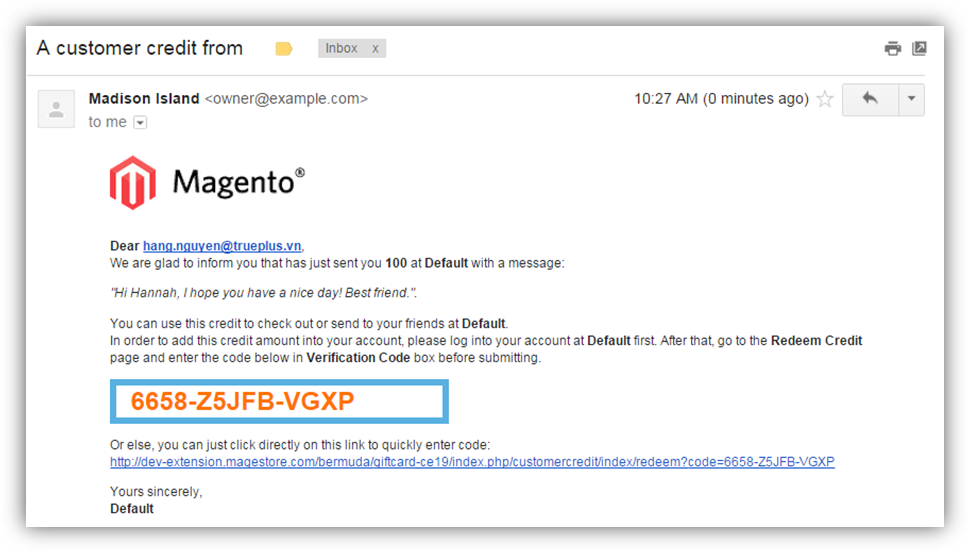 A customer credit from
Inbox x
Madison Island <owner@example.com>
10:27 AM (0 minutes ago)
to me
Magento®
Dear hang.nguyen@trueplus.vn,
We are glad to inform you that has just sent you 100 at Default with a message:
"Hi Hannah, I hope you have a nice day! Best friend.".
You can use this credit to check out or send to your friends at Default.
In order to add this credit amount into your account, please log into your account at Default first. After that, go to the Redeem Credit
page and enter the code below in Verification Code box before submitting.
6658-Z5JFB-VGXP
Or else, you can just click directly on this link to quickly enter code:
http://dev-extension.magestore.com/bermuda/giftcard-ce19/index.php/customercredit/index/redeem?code=6658-Z5JFB-VGXP
Yours sincerely,
Default